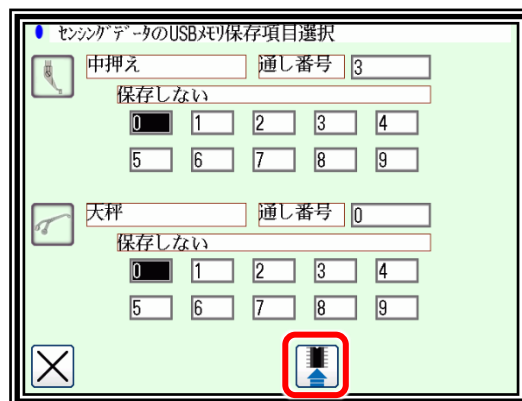 センシングデータのUSBメモリ保存項目選択
中押え 通し番号 3
保存しない
0 1 2 3 4
5 6 7 8 9
天秤 通し番号 0
保存しない
0 1 2 3 4
5 6 7 8 9